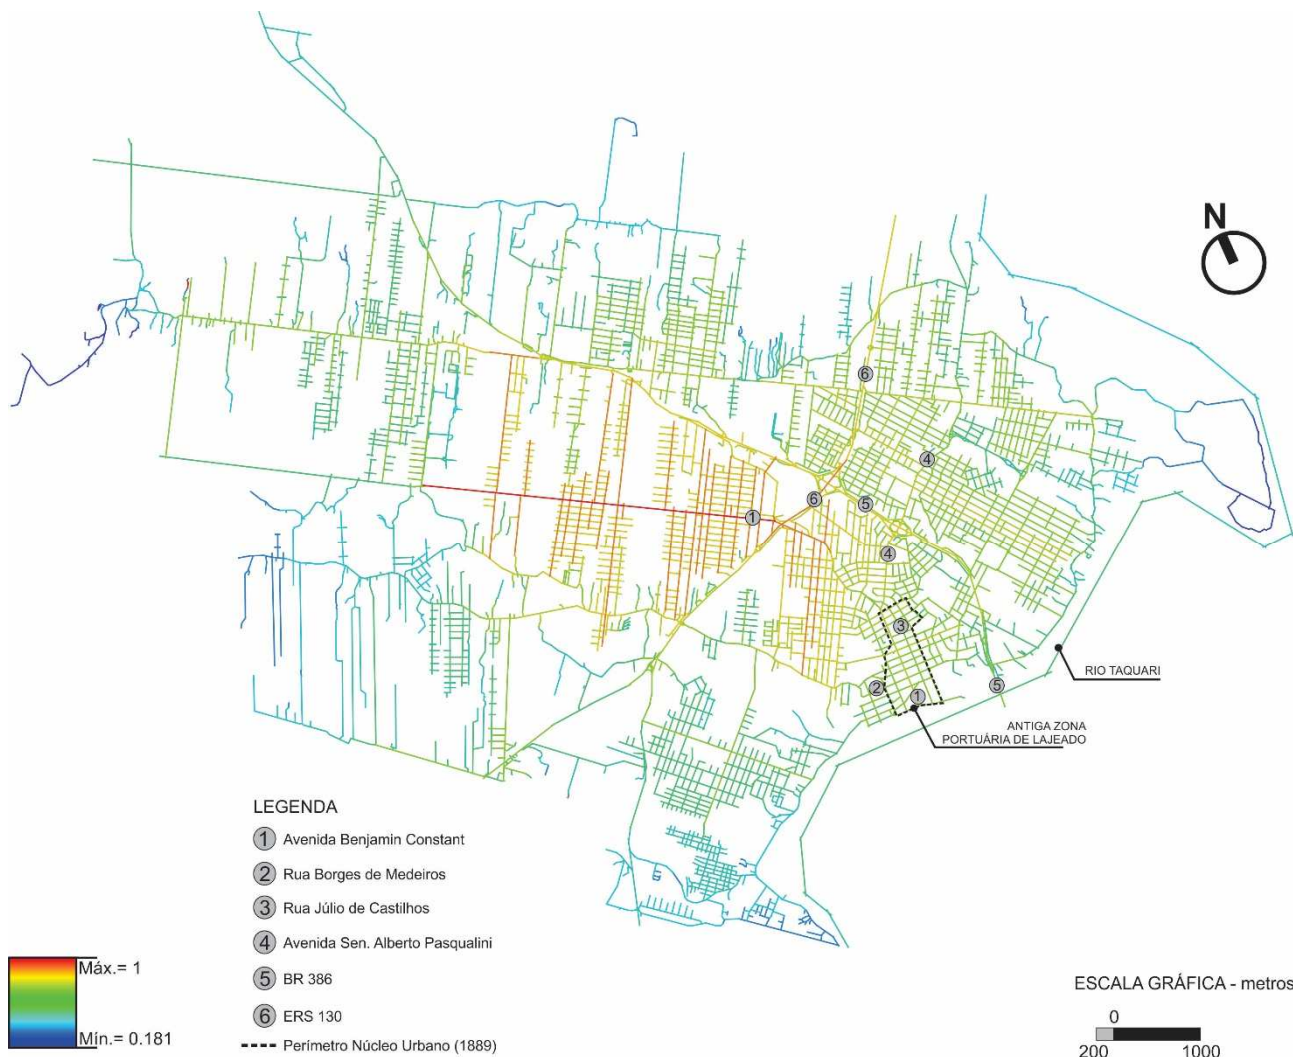 N
6
4
6
5
1
4
3
RIO TAQUARI
2
1
5
ANTIGA ZONA
PORTUÁRIA DE LAJEADO
LEGENDA
1 Avenida Benjamin Constant
2 Rua Borges de Medeiros
3 Rua Júlio de Castilhos
4 Avenida Sen. Alberto Pasqualini
5 BR 386
6 ERS 130
Perímetro Núcleo Urbano (1889)
Máx.= 1
Mín.= 0.181
ESCALA GRÁFICA - metros
0
200 1000